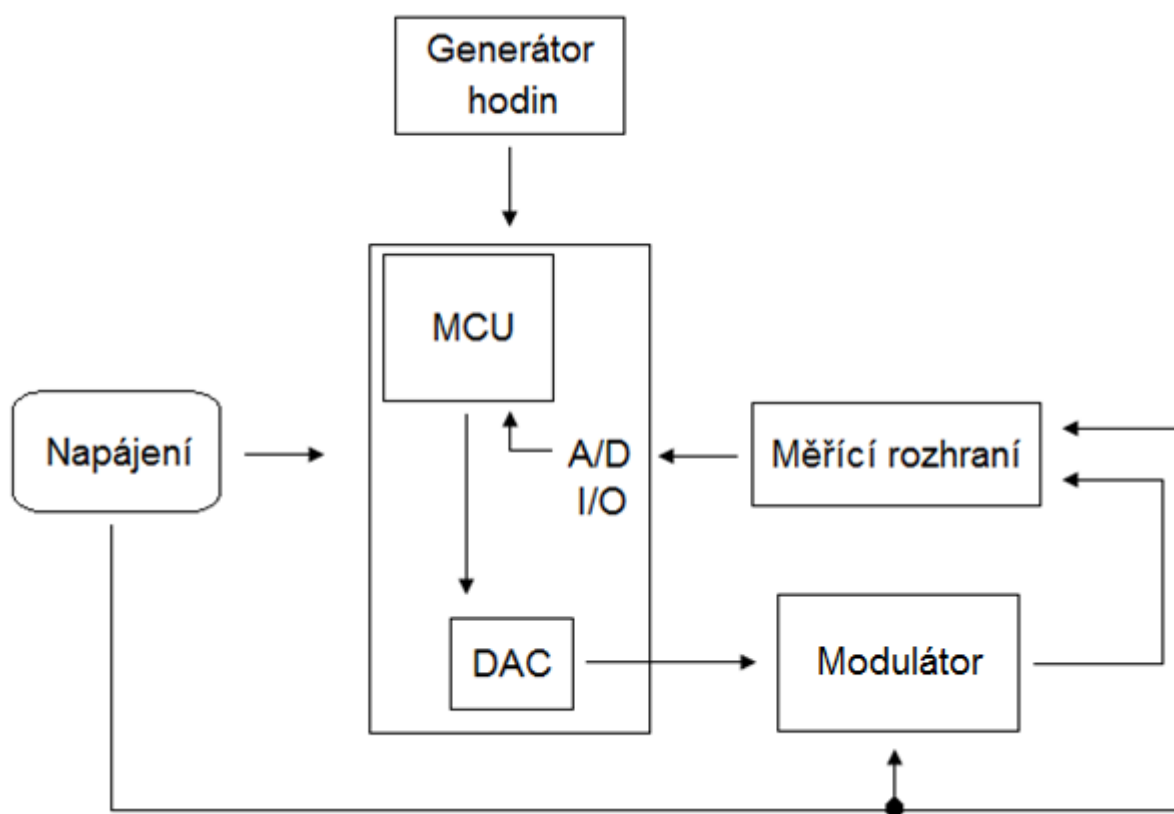 Generátor
hodin
MCU
Napájení
A/D
I/O
Měřící rozhraní
DAC
Modulátor